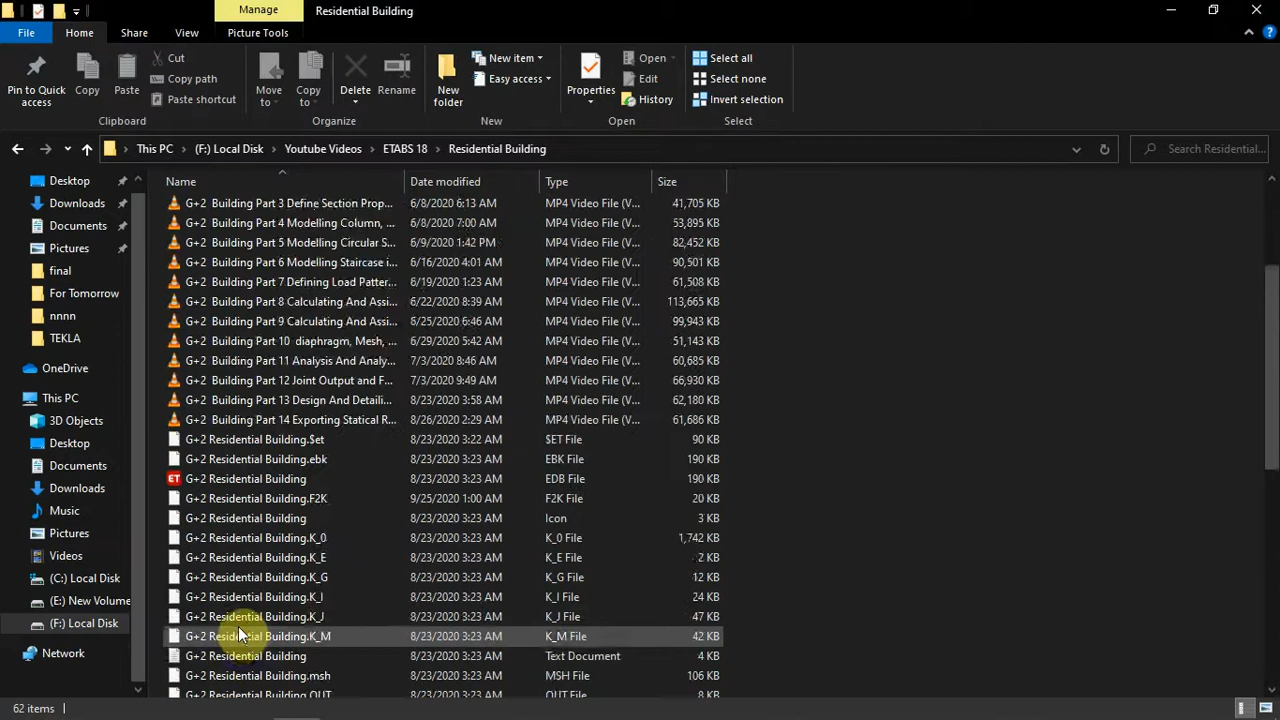 Manage
Residential Building
File
Home
Share
View
Picture Tools
Pin to Quick access
Copy
Paste
Cut
Copy path
Paste shortcut
Clipboard
Move to
Copy to
Delete
Rename
Organize
New folder
New item
Easy access
New
Properties
Open
Edit
History
Open
Select all
Select none
Invert selection
Select
This PC > (F:) Local Disk > Youtube Videos > ETABS 18 > Residential Building
Search Residential...
Desktop
Downloads
Documents
Pictures
final
For Tomorrow
nnnn
TEKLA
OneDrive
This PC
3D Objects
Desktop
Documents
Downloads
Music
Pictures
Videos
(C:) Local Disk
(E:) New Volume
(F:) Local Disk
Network
Name Date modified Type Size
G+2 Building Part 3 Define Section Prop... 6/8/2020 6:13 AM MP4 Video File (V... 41,705 KB
G+2 Building Part 4 Modelling Column, ... 6/8/2020 7:00 AM MP4 Video File (V... 53,895 KB
G+2 Building Part 5 Modelling Circular S... 6/9/2020 1:42 PM MP4 Video File (V... 82,452 KB
G+2 Building Part 6 Modelling Staircase i... 6/16/2020 4:01 AM MP4 Video File (V... 90,501 KB
G+2 Building Part 7 Defining Load Patter... 6/19/2020 1:23 AM MP4 Video File (V... 61,508 KB
G+2 Building Part 8 Calculating And Assi... 6/22/2020 8:39 AM MP4 Video File (V... 113,665 KB
G+2 Building Part 9 Calculating And Assi... 6/25/2020 6:46 AM MP4 Video File (V... 99,943 KB
G+2 Building Part 10 diaphragm, Mesh, ... 6/29/2020 5:42 AM MP4 Video File (V... 51,143 KB
G+2 Building Part 11 Analysis And Analy... 7/3/2020 8:46 AM MP4 Video File (V... 60,685 KB
G+2 Building Part 12 Joint Output and F... 7/3/2020 9:49 AM MP4 Video File (V... 66,930 KB
G+2 Building Part 13 Design And Detaili... 8/23/2020 3:58 AM MP4 Video File (V... 62,180 KB
G+2 Building Part 14 Exporting Statical R... 8/26/2020 2:29 AM MP4 Video File (V... 61,686 KB
G+2 Residential Building.$et 8/23/2020 3:22 AM $ET File 90 KB
G+2 Residential Building.ebk 8/23/2020 3:23 AM EBK File 190 KB
ET G+2 Residential Building 8/23/2020 3:23 AM EDB File 190 KB
G+2 Residential Building.F2K 9/25/2020 1:00 AM F2K File 20 KB
G+2 Residential Building 8/23/2020 3:23 AM Icon 3 KB
G+2 Residential Building.K_0 8/23/2020 3:23 AM K_0 File 1,742 KB
G+2 Residential Building.K_E 8/23/2020 3:23 AM K_E File 2 KB
G+2 Residential Building.K_G 8/23/2020 3:23 AM K_G File 12 KB
G+2 Residential Building.K_I 8/23/2020 3:23 AM K_I File 24 KB
G+2 Residential Building.K_J 8/23/2020 3:23 AM K_J File 47 KB
G+2 Residential Building.K_M 8/23/2020 3:23 AM K_M File 42 KB
G+2 Residential Building 8/23/2020 3:23 AM Text Document 4 KB
G+2 Residential Building.msh 8/23/2020 3:23 AM MSH File 106 KB
G+2 Residential Building.OUT 8/23/2020 3:23 AM OUT File 8 KB
62 items